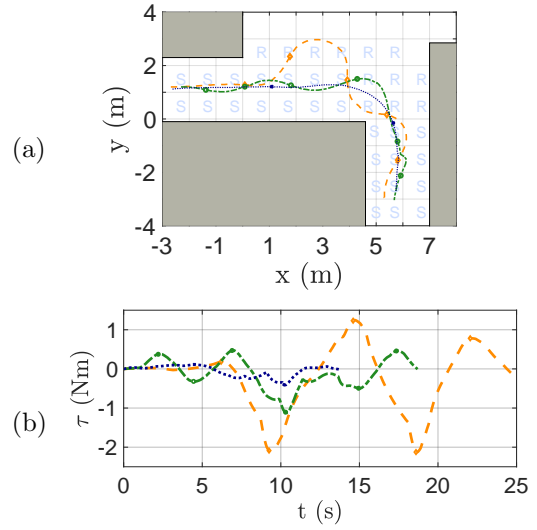 (a)
y (m)
4
2
0
-2
-4
R R R R R R
S S S R R R R R R
S S S R R R R R R
S S S
S S S
S S S
S S S
-3 -1 1 3 5 7
x (m)
(b)
τ (Nm)
1
0
-1
-2
0 5 10 15 20 25
t (s)